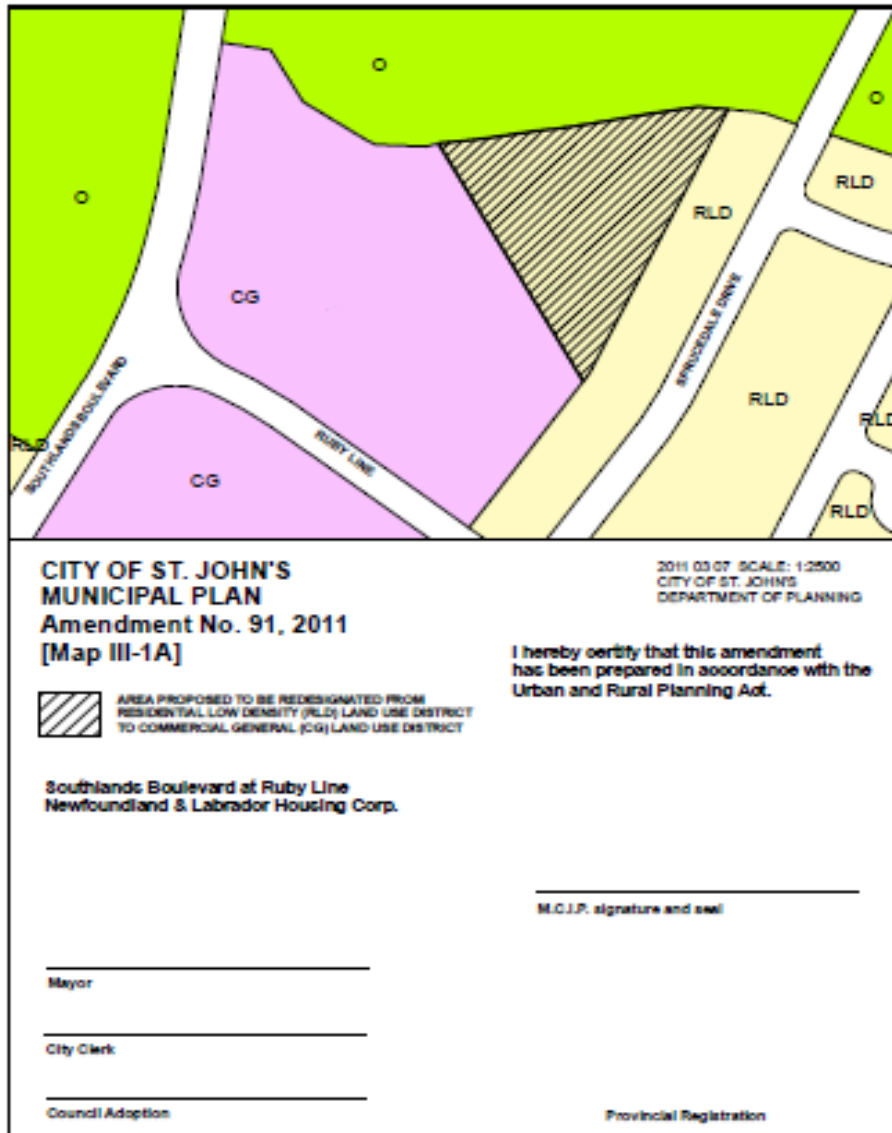 O
O
O
RLD
RLD
CG
SPRUCEDALE DRIVE
SOUTHLANDS BOULEVARD
RLD
RLD
RLD
RUBY LINE
CG
RLD
CITY OF ST. JOHN'S
MUNICIPAL PLAN
Amendment No. 91, 2011
[Map III-1A]
2011 03 07 SCALE: 1:2500
CITY OF ST. JOHN'S
DEPARTMENT OF PLANNING
I hereby certify that this amendment
has been prepared in accordance with the
Urban and Rural Planning Act.
AREA PROPOSED TO BE REDESIGNATED FROM
RESIDENTIAL LOW DENSITY (RLD) LAND USE DISTRICT
TO COMMERCIAL GENERAL (CG) LAND USE DISTRICT
Southlands Boulevard at Ruby Line
Newfoundland & Labrador Housing Corp.
M.C.I.P. signature and seal
Mayor
City Clerk
Council Adoption
Provincial Registration